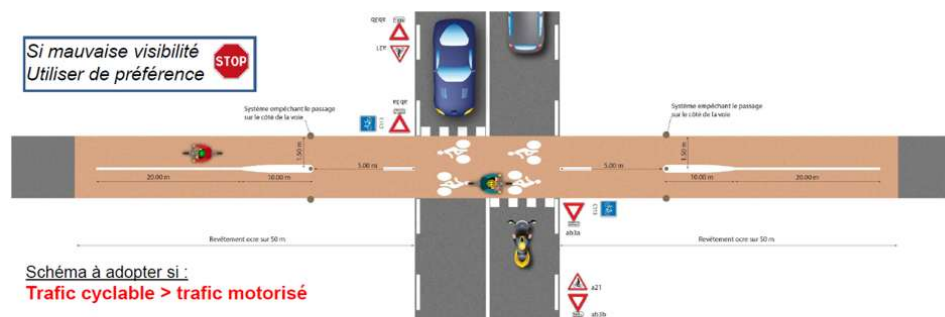 Si mauvaise visibilité
Utiliser de préférence
STOP
Système empêchant le passage
sur le côté de la voie
Système empêchant le passage
sur le côté de la voie
1.50 m
5.00 m
5.00 m
1.50 m
20.00 m
10.00 m
10.00 m
20.00 m
Revêtement ocre sur 50 m
Revêtement ocre sur 50 m
ab3a
a21
ab3b
Schéma à adopter si :
Trafic cyclable > trafic motorisé